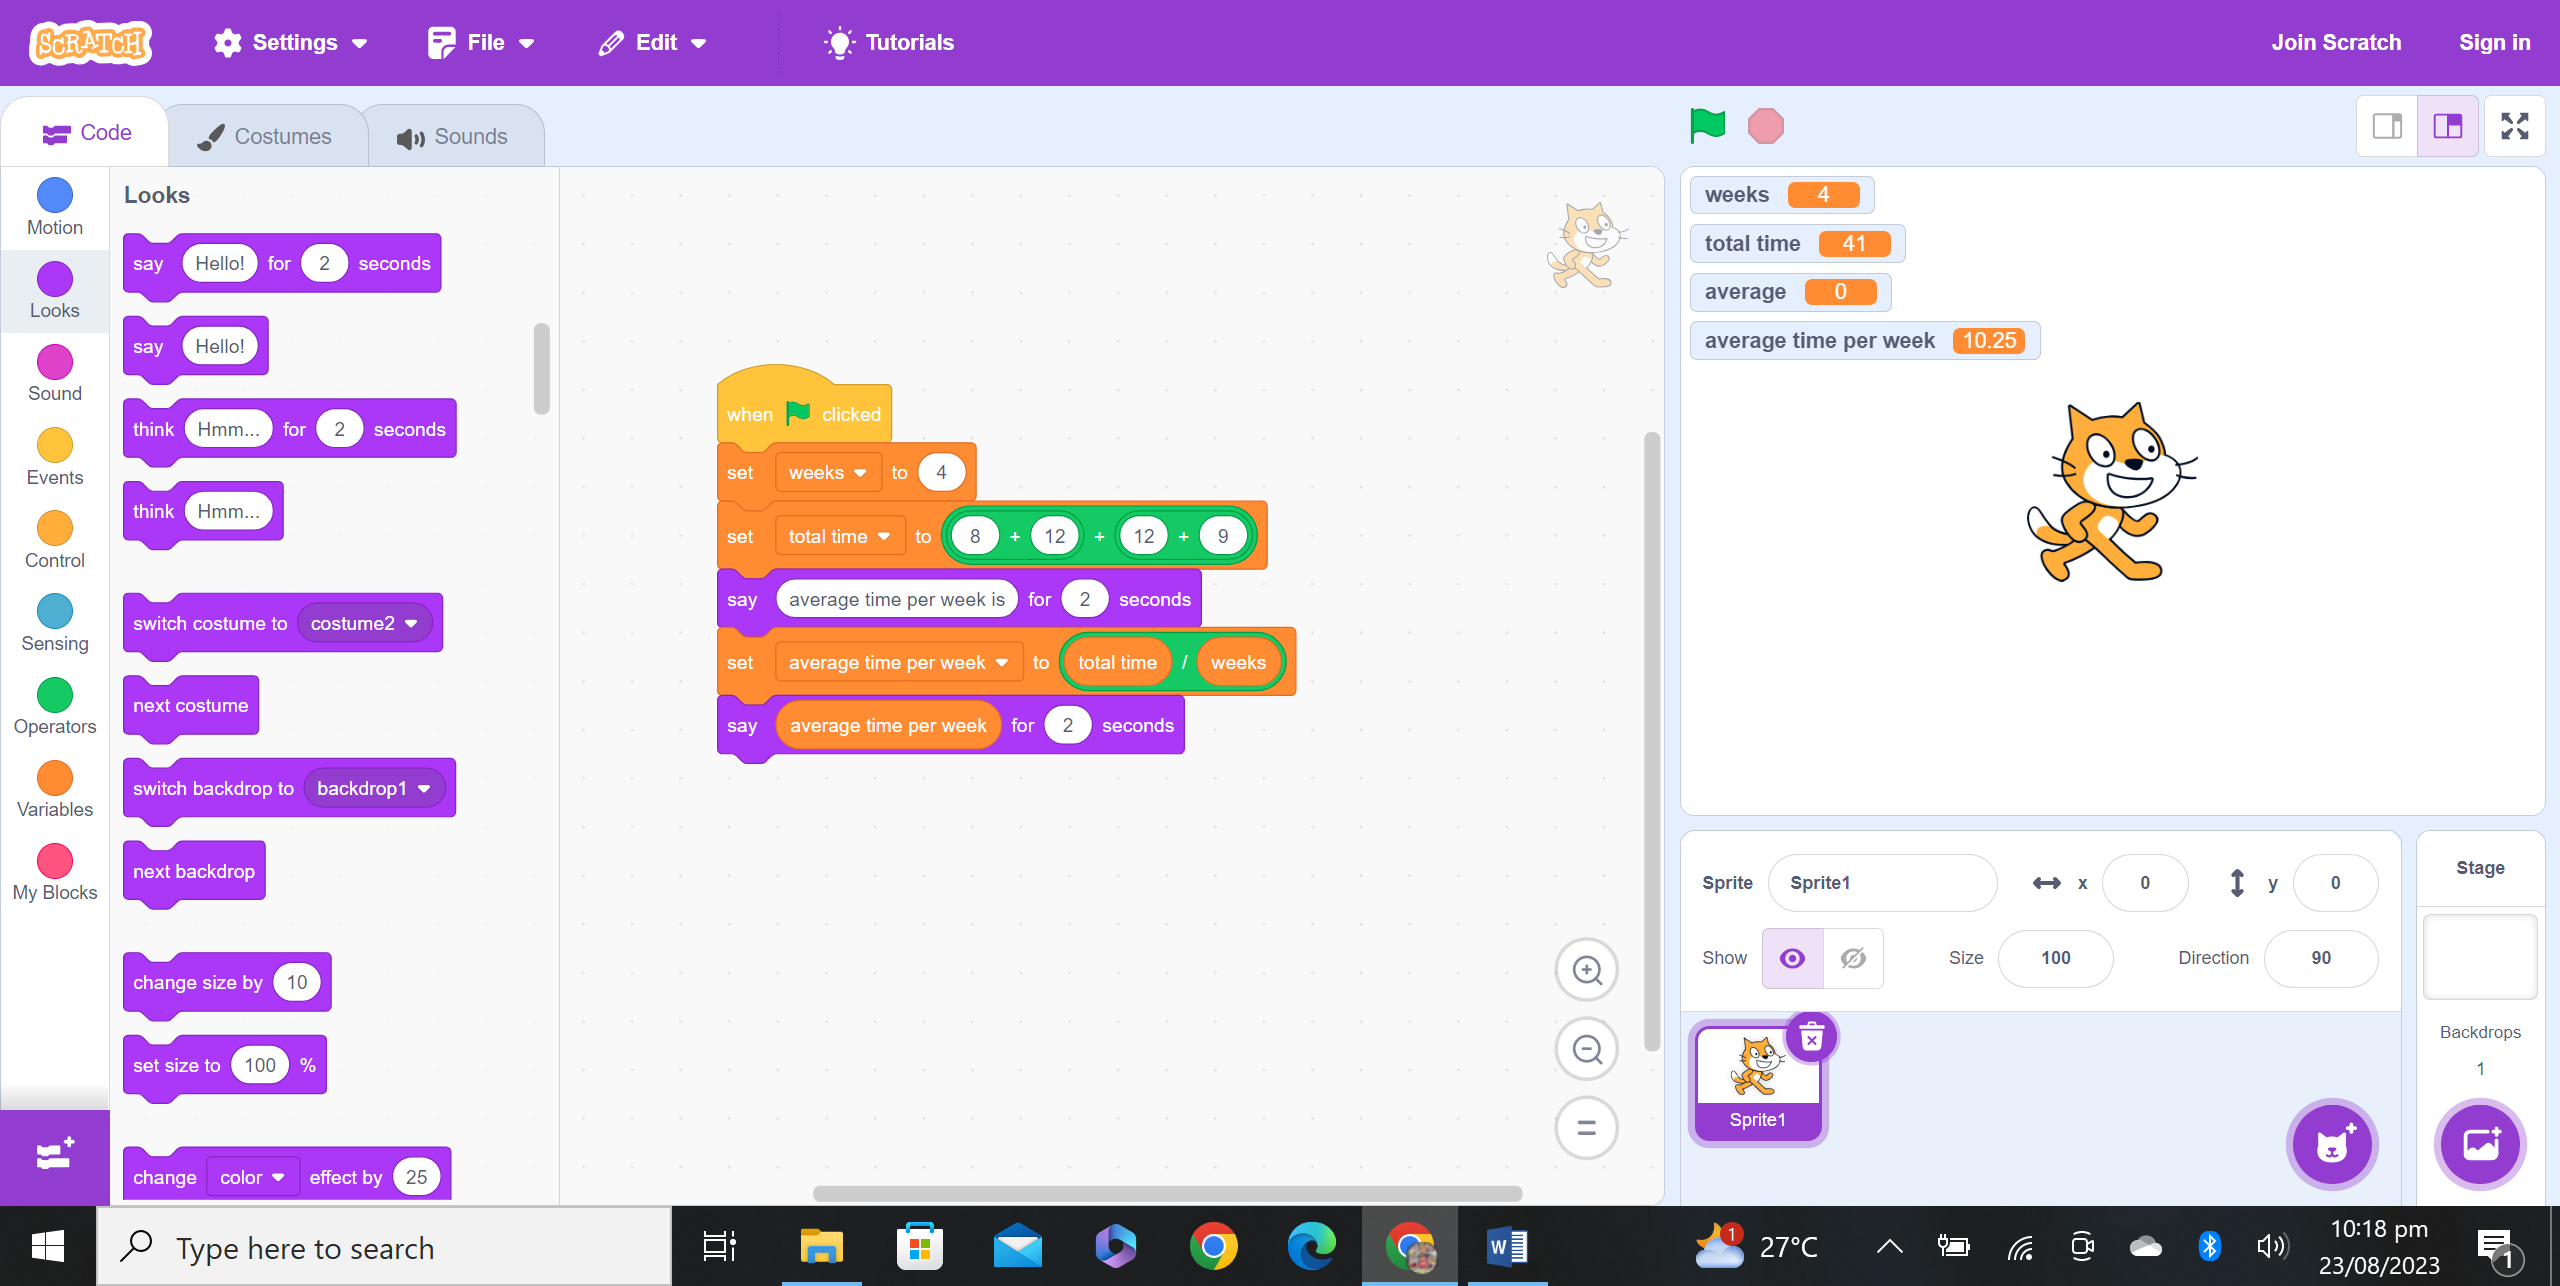 SCRATCH Settings File Edit Tutorials Join Scratch Sign in
Code Costumes Sounds
Motion
Looks
Sound
Events
Control
Sensing
Operators
Variables
My Blocks
Looks
say Hello! for 2 seconds
say Hello!
think Hmm... for 2 seconds
think Hmm...
switch costume to costume2
next costume
switch backdrop to backdrop1
next backdrop
change size by 10
set size to 100 %
change color effect by 25
when clicked
set weeks to 4
set total time to 8 + 12 + 12 + 9
say average time per week is for 2 seconds
set average time per week to total time / weeks
say average time per week for 2 seconds
weeks 4
total time 41
average 0
average time per week 10.25
Sprite Sprite1 x 0 y 0
Show Size 100 Direction 90
Sprite1
Stage
Backdrops
1
Type here to search
W
1
27°C
10:18 pm
23/08/2023
1